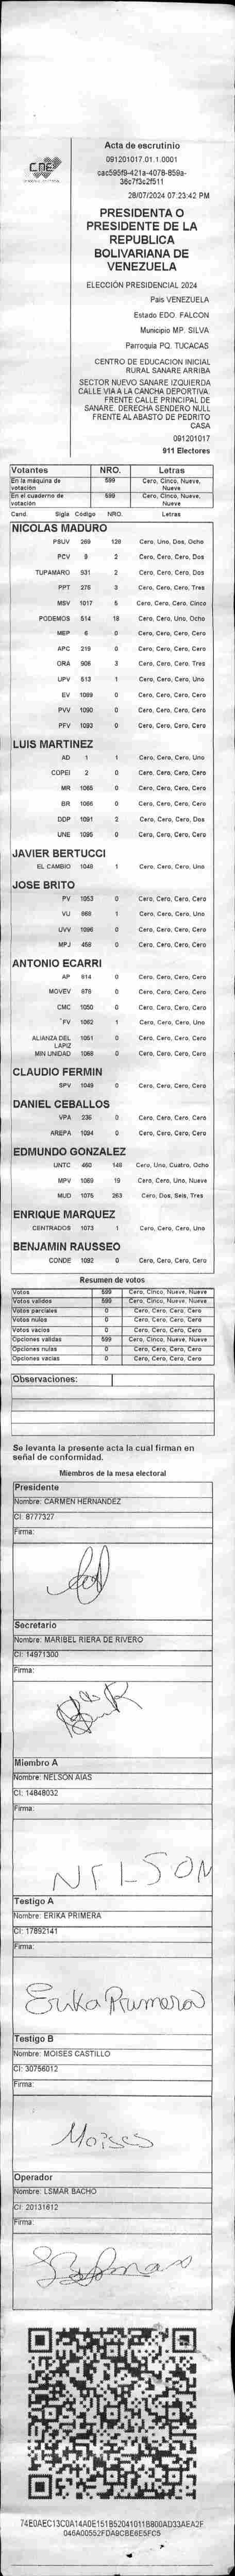 CNE
Acta de escrutinio
091201017.01.1.0001
28/07/2024 07:23:42 PM
PRESIDENTA O
PRESIDENTE DE LA
REPUBLICA
BOLIVARIANA DE
VENEZUELA
ELECCIÓN PRESIDENCIAL 2024
Pais VENEZUELA
Estado EDO. FALCON
Municipio MP. SILVA
Parroquia PQ. TUCACAS
CENTRO DE EDUCACION INICIAL
RURAL SANARE ARRIBA
SECTOR NUEVO SANARE IZQUIERDA
CALLE VIA A LA CANCHA DEPORTIVA.
FRENTE CALLE PRINCIPAL DE
SANARE. DERECHA SENDERO NULL
FRENTE AL ABASTO DE PEDRITO
CASA
091201017
911 Electores
Votantes NRO. Letras
En la máquina de votación 599 Cero, Cinco, Nueve, Nueve
En el cuaderno de votación 599 Cero, Cinco, Nueve, Nueve
Cand. Sigla Código NRO. Letras
NICOLAS MADURO
PSUV 269 128 Cero, Uno, Dos, Ocho
PCV 9 2 Cero, Cero, Cero, Dos
TUPAMARO 931 2 Cero, Cero, Cero, Dos
PPT 276 3 Cero, Cero, Cero, Tres
MSV 1017 5 Cero, Cero, Cero, Cinco
PODEMOS 514 18 Cero, Cero, Uno, Ocho
MEP 6 0 Cero, Cero, Cero, Cero
APC 219 0 Cero, Cero, Cero, Cero
ORA 908 3 Cero, Cero, Cero, Tres
UPV 513 1 Cero, Cero, Cero, Uno
EV 1089 0 Cero, Cero, Cero, Cero
PVV 1090 0 Cero, Cero, Cero, Cero
PFV 1093 0 Cero, Cero, Cero, Cero
LUIS MARTINEZ
AD 1 1 Cero, Cero, Cero, Uno
COPEI 2 0 Cero, Cero, Cero, Cero
MR 1065 0 Cero, Cero, Cero, Cero
BR 1066 0 Cero, Cero, Cero, Cero
DDP 1091 2 Cero, Cero, Cero, Dos
UNE 1095 0 Cero, Cero, Cero, Cero
JAVIER BERTUCCI
EL CAMBIO 1048 1 Cero, Cero, Cero, Uno
JOSE BRITO
PV 1053 0 Cero, Cero, Cero, Cero
VU 868 1 Cero, Cero, Cero, Uno
UVV 1096 0 Cero, Cero, Cero, Cero
MPJ 458 0 Cero, Cero, Cero, Cero
ANTONIO ECARRI
AP 814 0 Cero, Cero, Cero, Cero
MOVEV 876 0 Cero, Cero, Cero, Cero
CMC 1050 0 Cero, Cero, Cero, Cero
FV 1062 1 Cero, Cero, Cero, Uno
ALIANZA DEL LAPIZ 1051 0 Cero, Cero, Cero, Cero
MIN UNIDAD 1068 0 Cero, Cero, Cero, Cero
CLAUDIO FERMIN
SPV 1049 0 Cero, Cero, Cero, Cero
DANIEL CEBALLOS
VPA 236 0 Cero, Cero, Cero, Cero
AREPA 1094 0 Cero, Cero, Cero, Cero
EDMUNDO GONZALEZ
UNTC 460 148 Cero, Uno, Cuatro, Ocho
MPV 1069 19 Cero, Cero, Uno, Nueve
MUD 1076 263 Cero, Dos, Seis, Tres
ENRIQUE MARQUEZ
CENTRADOS 1073 1 Cero, Cero, Cero, Uno
BENJAMIN RAUSSEO
CONDE 1092 0 Cero, Cero, Cero, Cero
Resumen de votos
Votos 599 Cero, Cinco, Nueve, Nueve
Votos validos 599 Cero, Cinco, Nueve, Nueve
Votos parciales 0 Cero, Cero, Cero, Cero
Votos nulos 0 Cero, Cero, Cero, Cero
Votos vacios 0 Cero, Cero, Cero, Cero
Opciones validas 599 Cero, Cinco, Nueve, Nueve
Opciones nulas 0 Cero, Cero, Cero, Cero
Opciones vacias 0 Cero, Cero, Cero, Cero
Observaciones:
Se levanta la presente acta la cual firman en
señal de conformidad.
Miembros de la mesa electoral
Presidente
Nombre: CARMEN HERNANDEZ
CI: 8777327
Firma:
Secretario
Nombre: MARIBEL RIERA DE RIVERO
CI: 14971300
Firma:
Miembro A
Nombre: NELSON AIAS
CI: 14848032
Firma:
NELSON
Testigo A
Nombre: ERIKA PRIMERA
CI: 17892141
Firma:
Erika Primera
Testigo B
Nombre: MOISES CASTILLO
CI: 30756012
Firma:
Moises
Operador
Nombre: LSMAR BACHO
CI: 20131612
Firma: